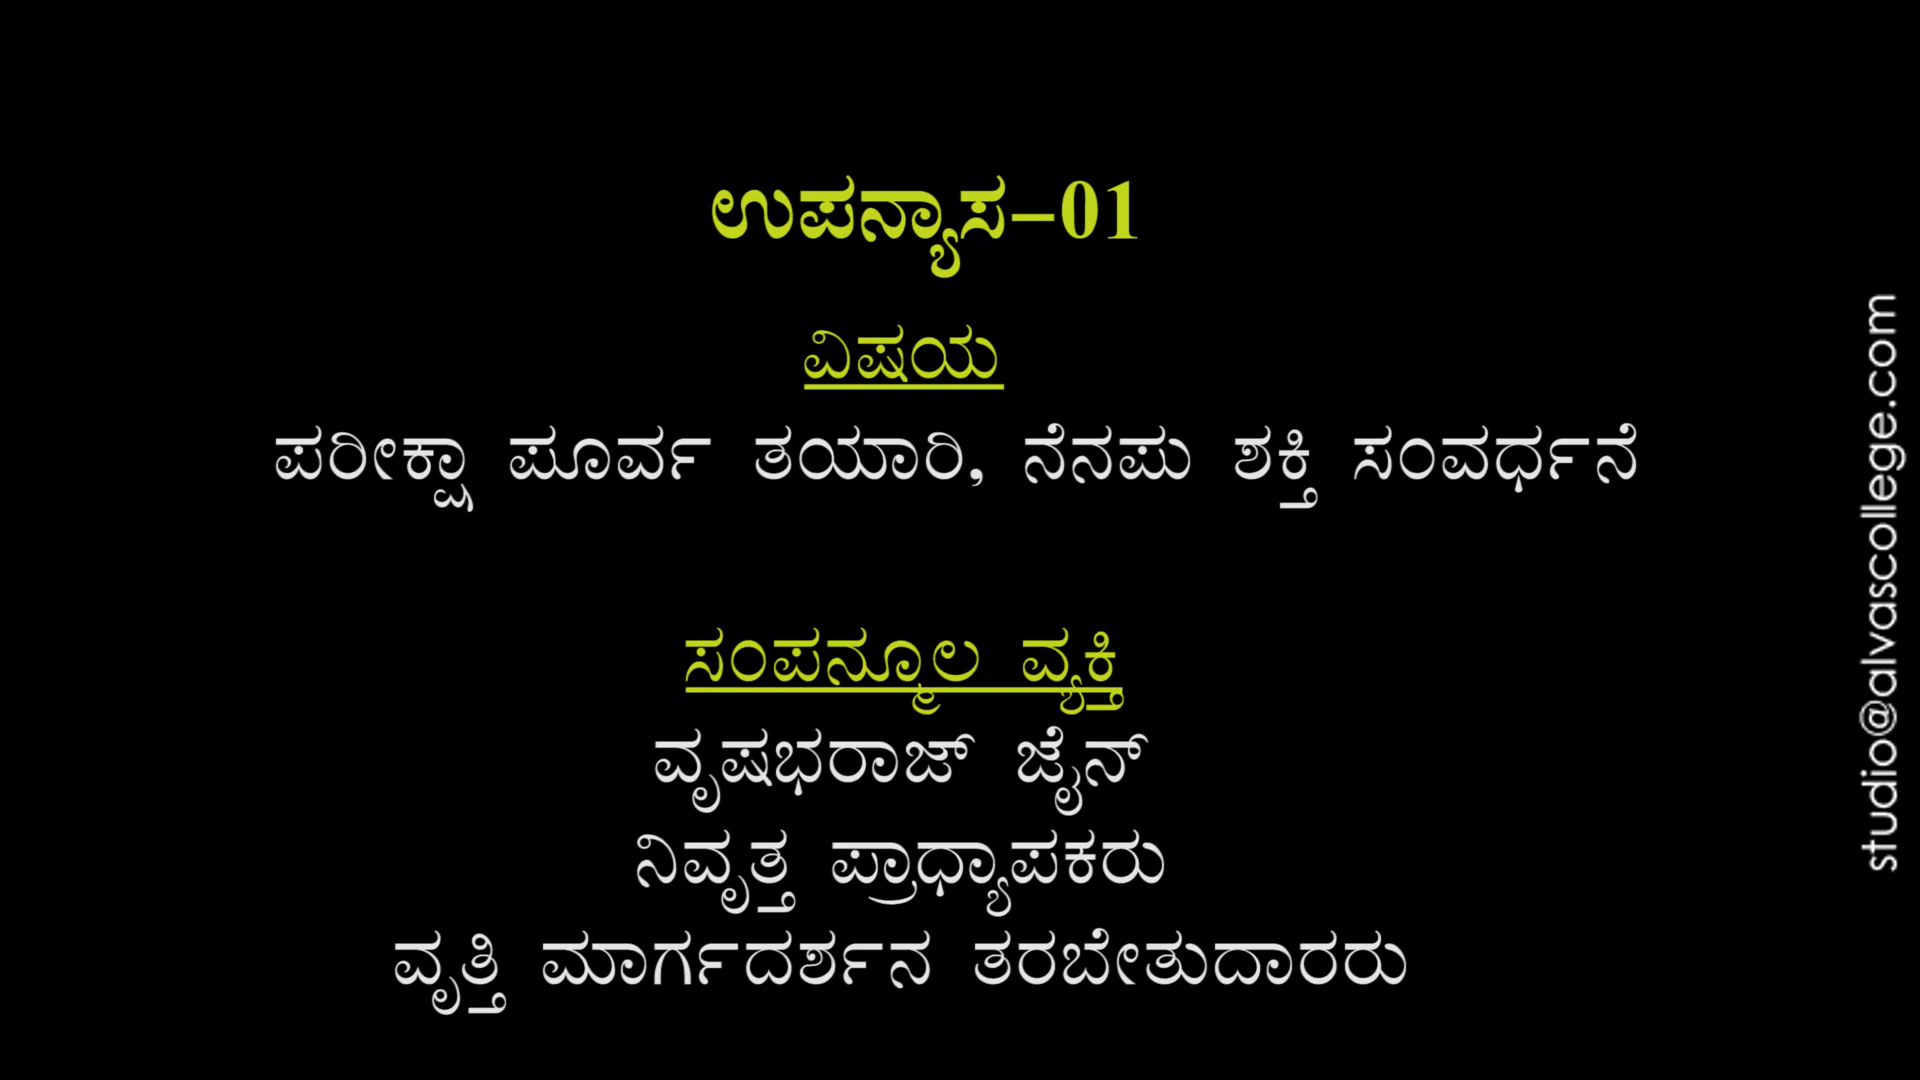 ಉಪನ್ಯಾಸ–01
ವಿಷಯ
ಪರೀಕ್ಷಾ ಪೂರ್ವ ತಯಾರಿ, ನೆನಪು ಶಕ್ತಿ ಸಂವರ್ಧನೆ
ಸಂಪನ್ಮೂಲ ವ್ಯಕ್ತಿ
ವೃಷಭರಾಜ್ ಜೈನ್
ನಿವೃತ್ತ ಪ್ರಾಧ್ಯಾಪಕರು
ವೃತ್ತಿ ಮಾರ್ಗದರ್ಶನ ತರಬೇತುದಾರರು
studio@alvascollege.com